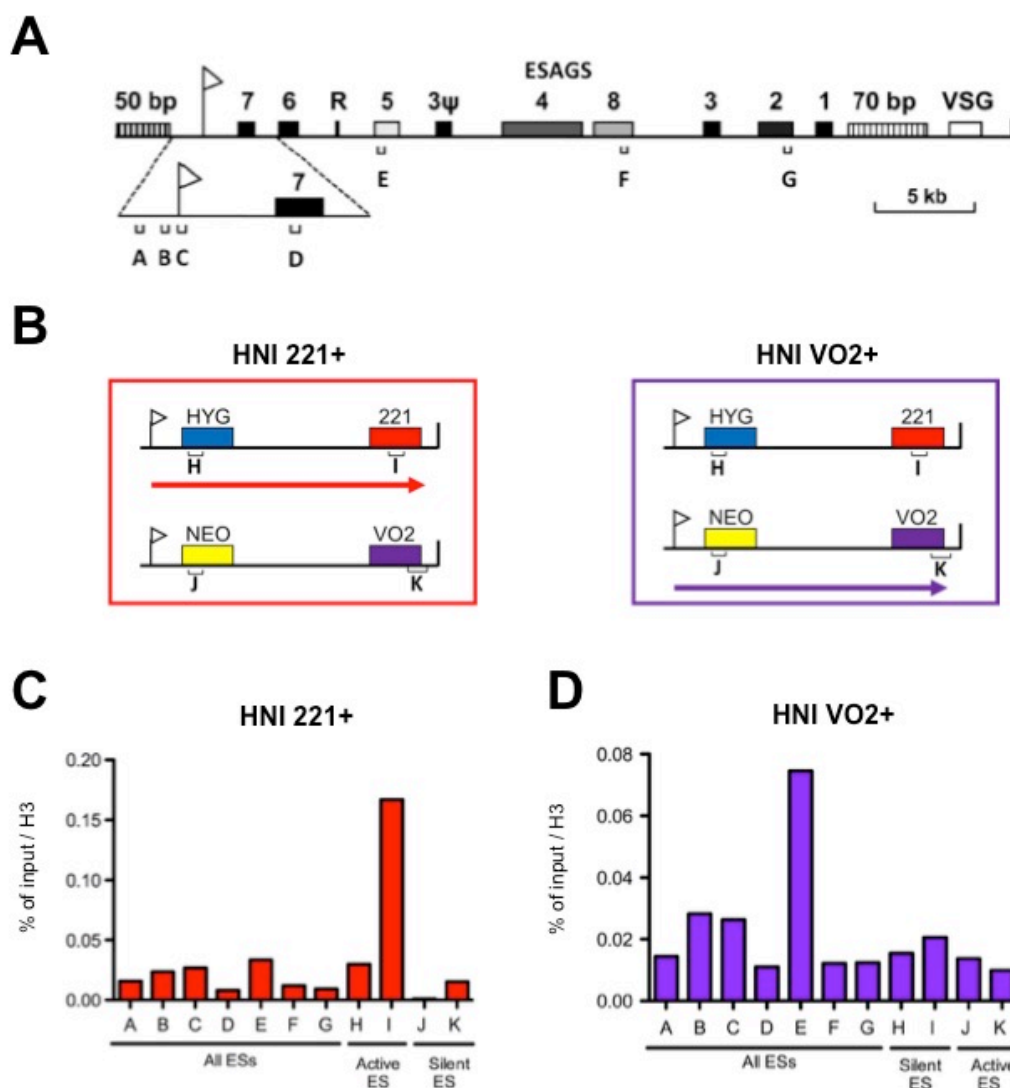 A
ESAGS
50 bp 7 6 R 5 3ψ 4 8 3 2 1 70 bp VSG
E F G
7
5 kb
A B C D
B
HNI 221+
HYG 221
H I
NEO VO2
J K
HNI VO2+
HYG 221
H I
NEO VO2
J K
C
HNI 221+
% of input / H3
0.20
0.15
0.10
0.05
0.00
A B C D E F G H I J K
All ESs
Active
ES
Silent
ES
D
HNI VO2+
% of input / H3
0.08
0.06
0.04
0.02
0.00
A B C D E F G H I J K
All ESs
Silent
ES
Active
ES